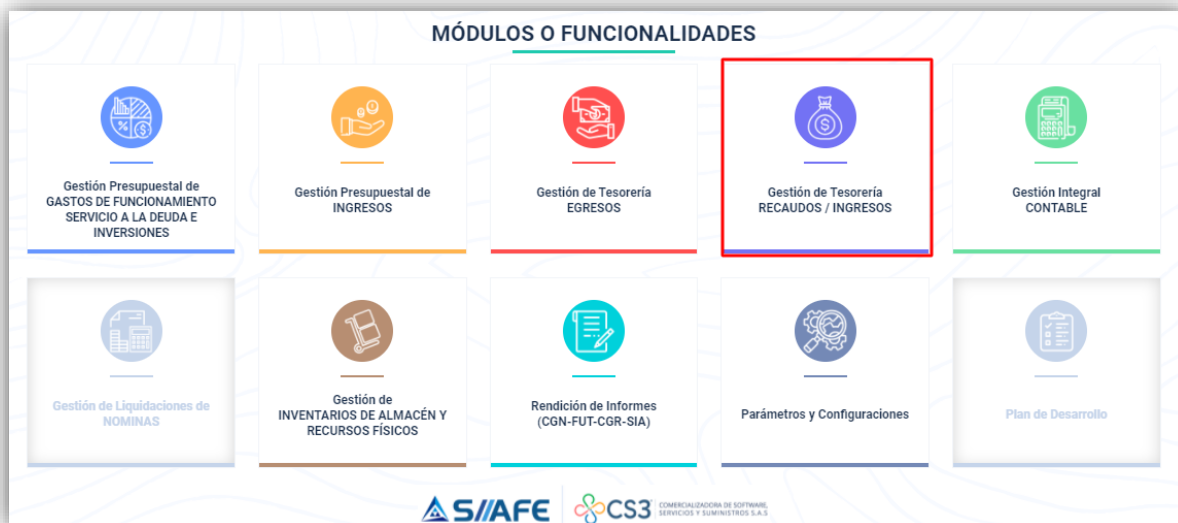 MÓDULOS O FUNCIONALIDADES
Gestión Presupuestal de
GASTOS DE FUNCIONAMIENTO
SERVICIO A LA DEUDA E
INVERSIONES
Gestión Presupuestal de
INGRESOS
Gestión de Tesorería
EGRESOS
Gestión de Tesorería
RECAUDOS / INGRESOS
Gestión Integral
CONTABLE
Gestión de Liquidaciones de
NOMINAS
Gestión de
INVENTARIOS DE ALMACÉN Y
RECURSOS FÍSICOS
Rendición de Informes
(CGN-FUT-CGR-SIA)
Parámetros y Configuraciones
Plan de Desarrollo
SIIAFE
CS3
COMERCIALIZADORA DE SOFTWARE,
SERVICIOS Y SUMINISTROS S.A.S